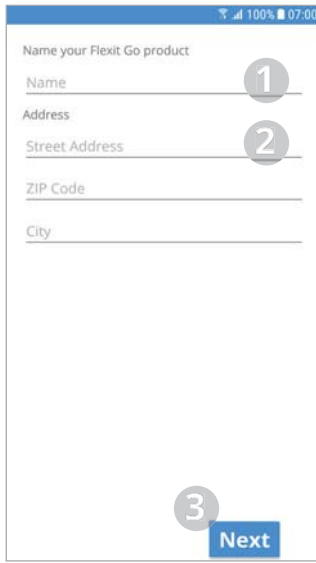 100% 07:00
Name your Flexit Go product
Name
1
Address
Street Address
2
ZIP Code
City
3
Next